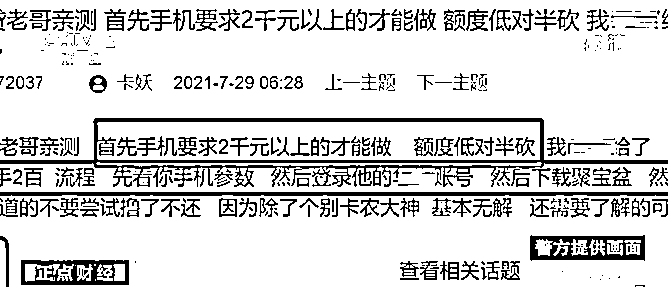 老哥亲测 首先手机要求2千元以上的才能做 额度低对半砍 我
72037 卡妖 2021-7-29 06:28 上一主题 下一主题
老哥亲测 首先手机要求2千元以上的才能做 额度低对半砍 我 给了
手2百 流程 先看你手机参数 然后登录他的 账号 然后下载聚宝盆 然
道的不要尝试撸了不还 因为除了个别卡农大神 基本无解 还需要了解的可
警方提供画面
正点财经 查看相关话题